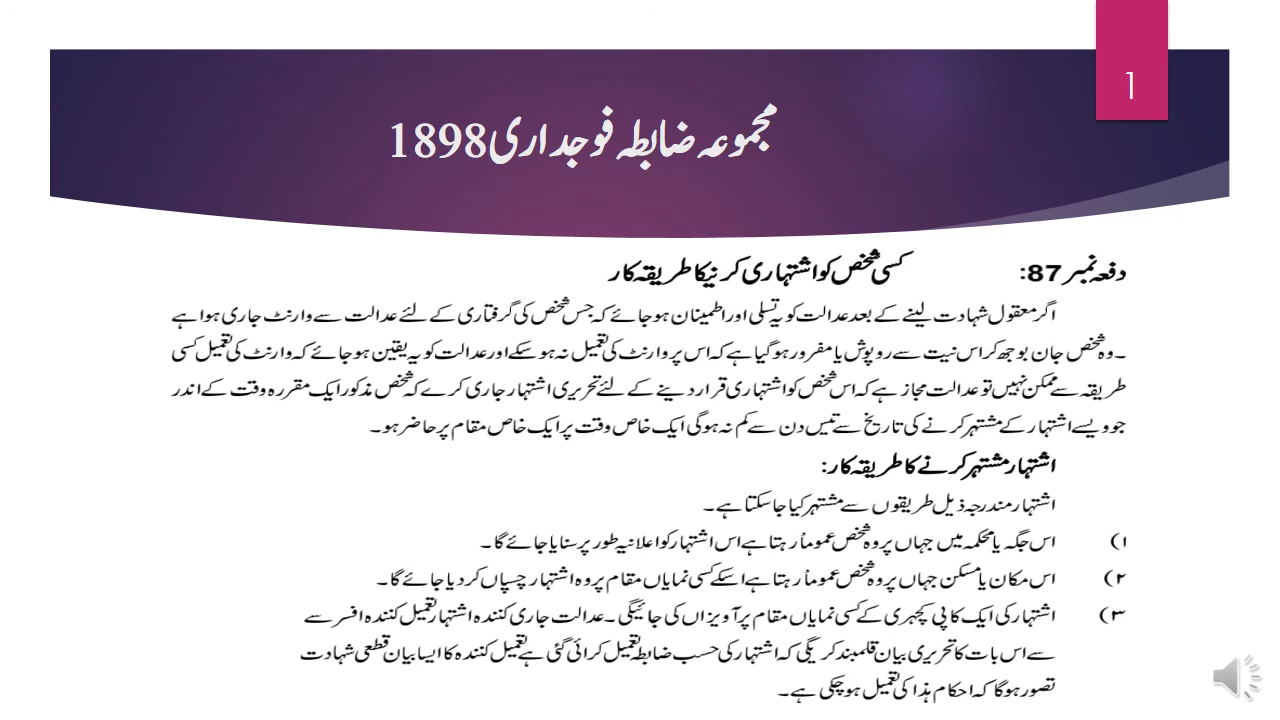 1
مجموعہ ضابطہ فوجداری 1898
دفعہ نمبر 87: کسی شخص کو اشتہاری کرنیکا طریقہ کار
اگر معقول شہادت لینے کے بعد عدالت کو یہ تسلی اور اطمینان ہو جائے کہ جس شخص کی گرفتاری کے لئے عدالت سے وارنٹ جاری ہوا ہے
۔ وہ شخص جان بوجھ کر اس نیت سے روپوش یا مفرور ہو گیا ہے کہ اس پر وارنٹ کی تعمیل نہ ہو سکے اور عدالت کو یہ یقین ہو جائے کہ وارنٹ کی تعمیل کسی
طریقہ سے ممکن نہیں تو عدالت مجاز ہے کہ اس شخص کو اشتہاری قرار دینے کے لئے تحریری اشتہار جاری کرے کہ شخص مذکور ایک مقررہ وقت کے اندر
جو ویسے اشتہار کے مشتہر کرنے کی تاریخ سے تیس دن سے کم نہ ہوگی ایک خاص وقت پر ایک خاص مقام پر حاضر ہو۔
اشتہار مشتہر کرنے کا طریقہ کار:
اشتہار مندرجہ ذیل طریقوں سے مشتہر کیا جا سکتا ہے۔
۱) اس جگہ یا محکمہ میں جہاں پر وہ شخص عموماً رہتا ہے اس اشتہار کو اعلانیہ طور پر سنایا جائے گا۔
۲) اس مکان یا مسکن جہاں پر وہ شخص عموماً رہتا ہے اسکے کسی نمایاں مقام پر وہ اشتہار چسپاں کر دیا جائے گا۔
۳) اشتہار کی ایک کاپی کچہری کے کسی نمایاں مقام پر آویزاں کی جائیگی۔ عدالت جاری کنندہ اشتہار تعمیل کنندہ افسر سے
سے اس بات کا تحریری بیان قلمبند کریگی کہ اشتہار کی حسب ضابطہ تعمیل کرائی گئی ہے تعمیل کنندہ کا ایسا بیان قطعی شہادت
تصور ہوگا کہ احکام ہذا کی تعمیل ہو چکی ہے۔